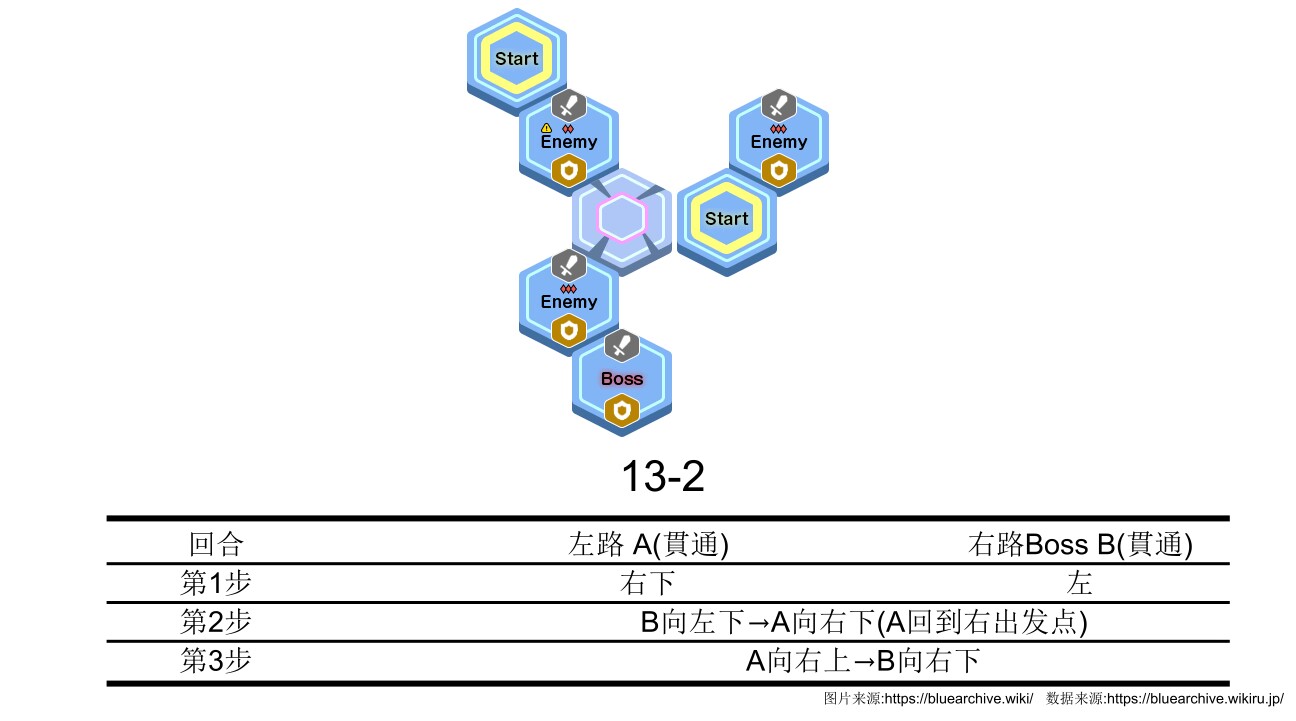 Start
Enemy
Enemy
Start
Enemy
Boss
13-2
回合 左路 A(貫通) 右路Boss B(貫通)
第1步 右下 左
第2步 B向左下→A向右下(A回到右出发点)
第3步 A向右上→B向右下
图片来源:https://bluearchive.wiki/ 数据来源:https://bluearchive.wikiru.jp/